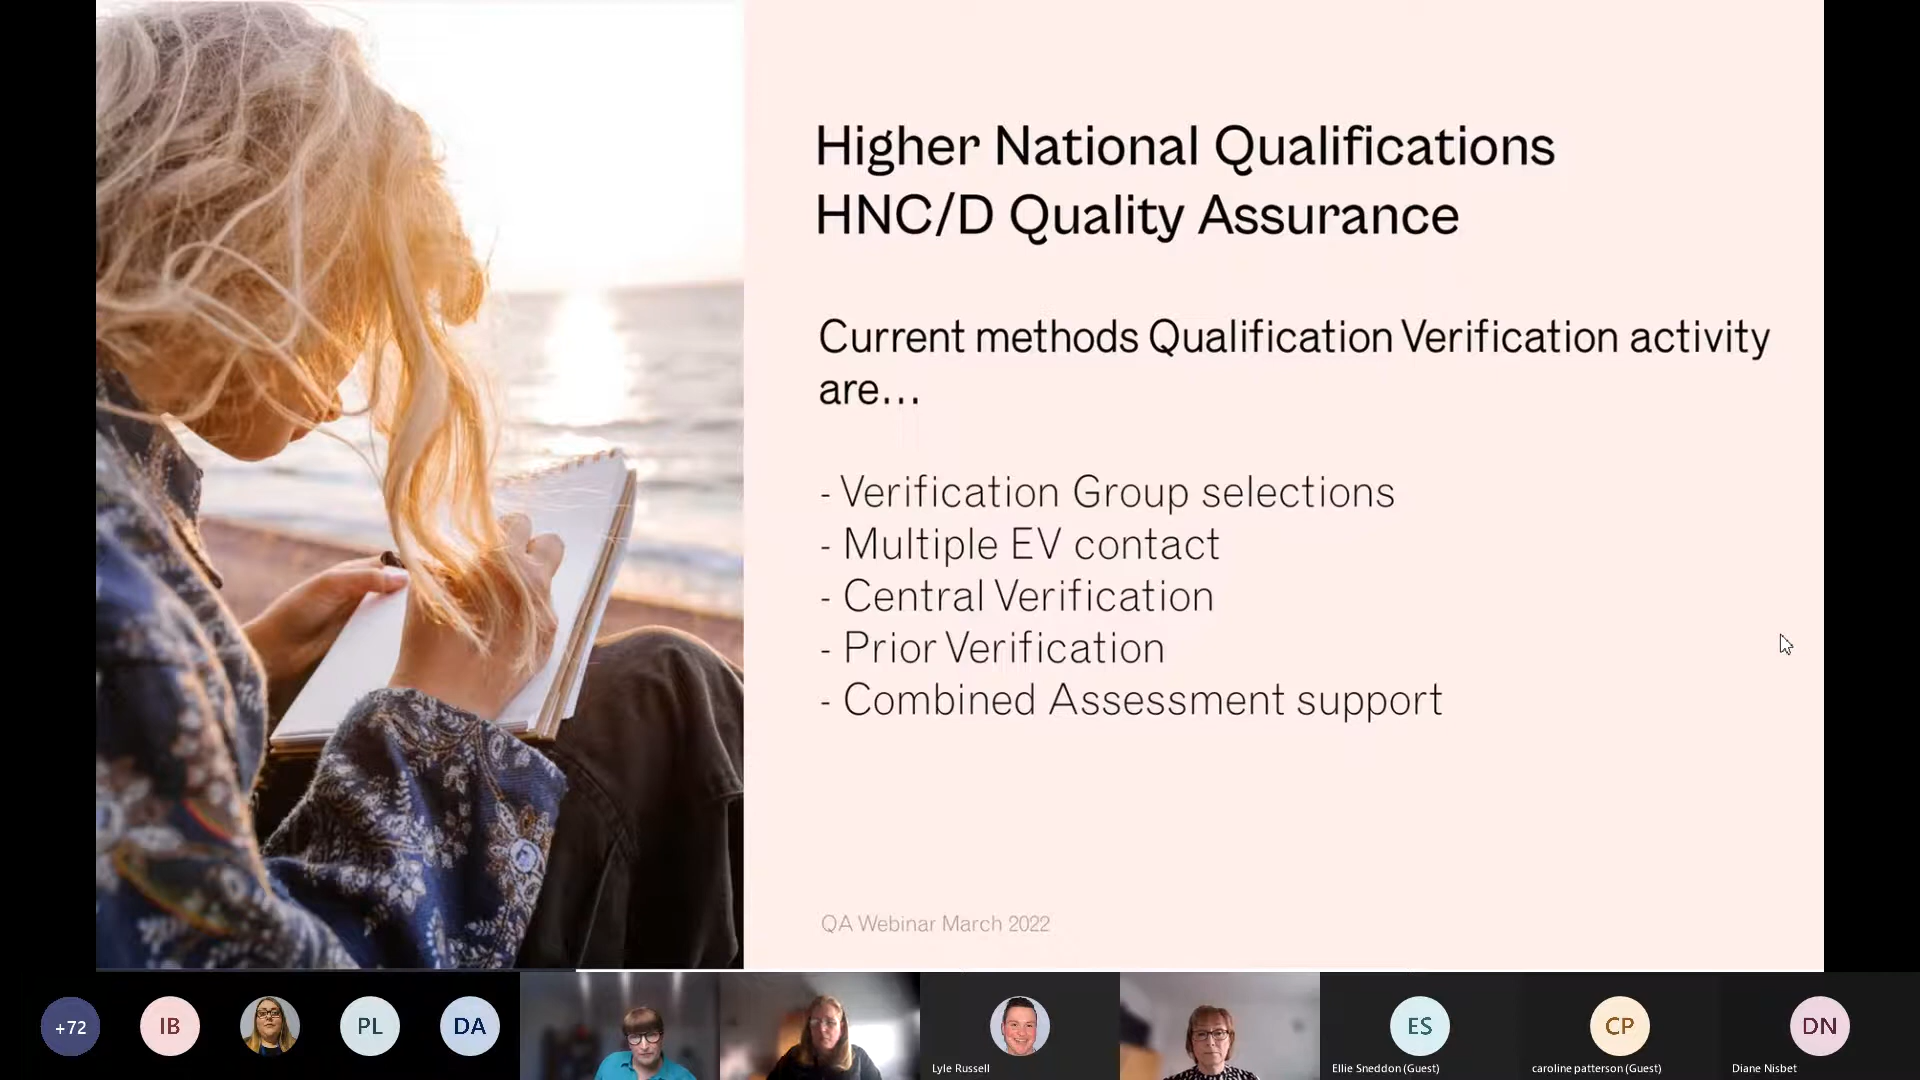 Higher National Qualifications
HNC/D Quality Assurance
Current methods Qualification Verification activity
are...
- Verification Group selections
- Multiple EV contact
- Central Verification
- Prior Verification
- Combined Assessment support
QA Webinar March 2022
+72
IB
PL
DA
Lyle Russell
ES
Ellie Sneddon (Guest)
CP
caroline patterson (Guest)
DN
Diane Nisbet